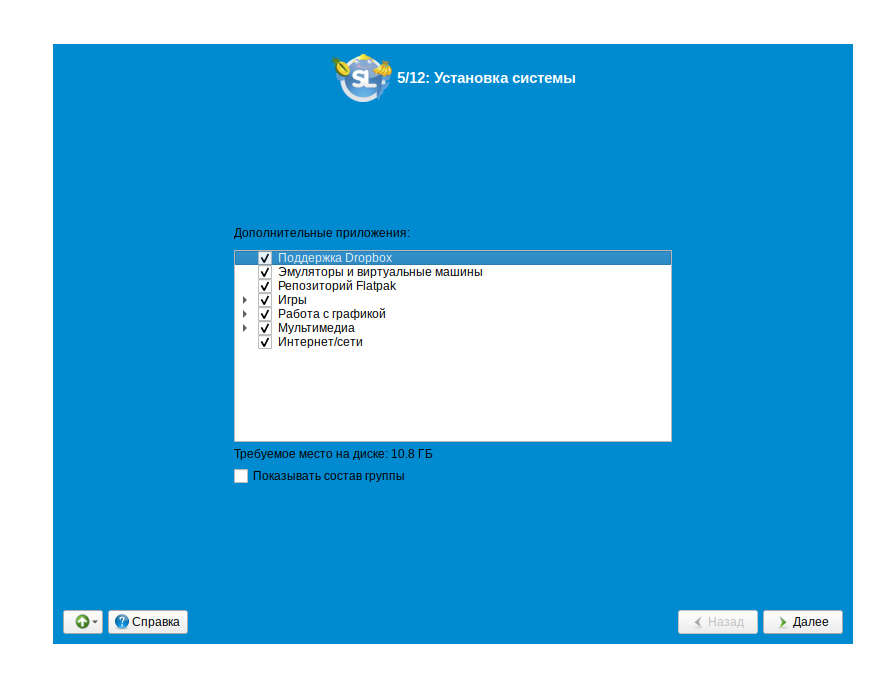 SL
5/12: Установка системы
Дополнительные приложения:
Поддержка Dropbox
Эмуляторы и виртуальные машины
Репозиторий Flatpak
Игры
Работа с графикой
Мультимедиа
Интернет/сети
Требуемое место на диске: 10.8 ГБ
Показывать состав группы
Справка
Назад
Далее